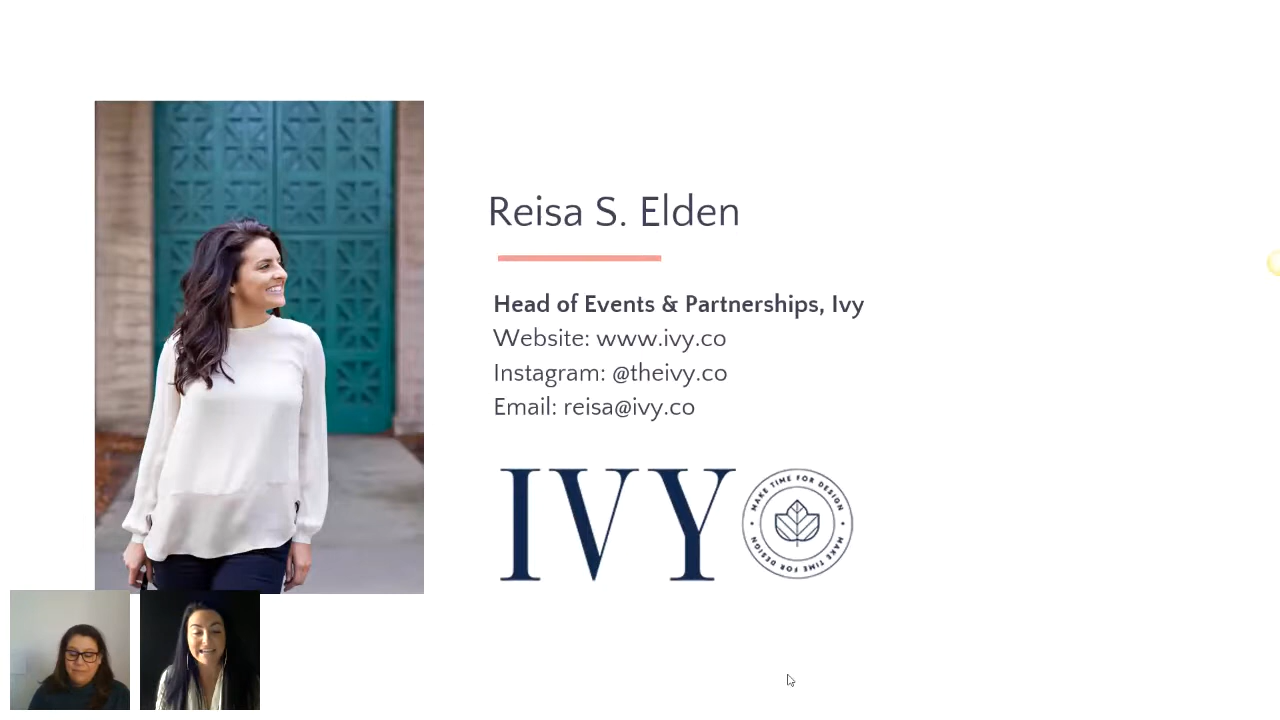 Reisa S. Elden
Head of Events & Partnerships, Ivy
Website: www.ivy.co
Instagram: @theivy.co
Email: reisa@ivy.co
IVY
MAKE TIME FOR DESIGN
MAKE TIME FOR DESIGN